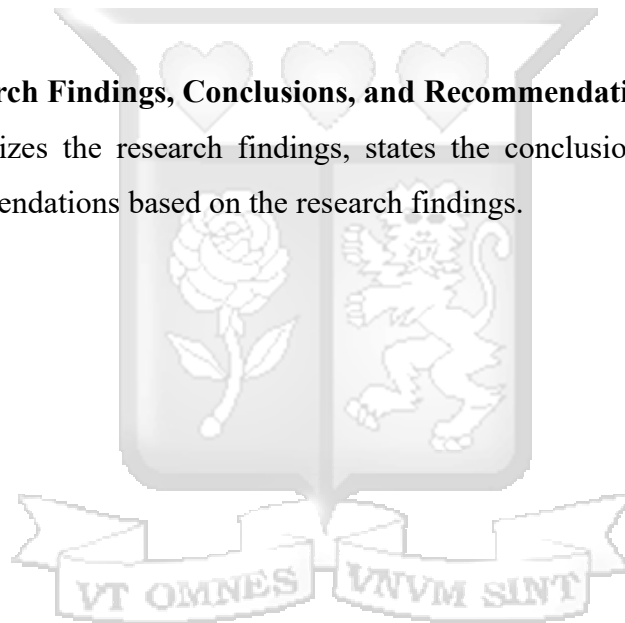 rch Findings, Conclusions, and Recommendati
izes the research findings, states the conclusio
endations based on the research findings.
VT OMNES VNVM SINT